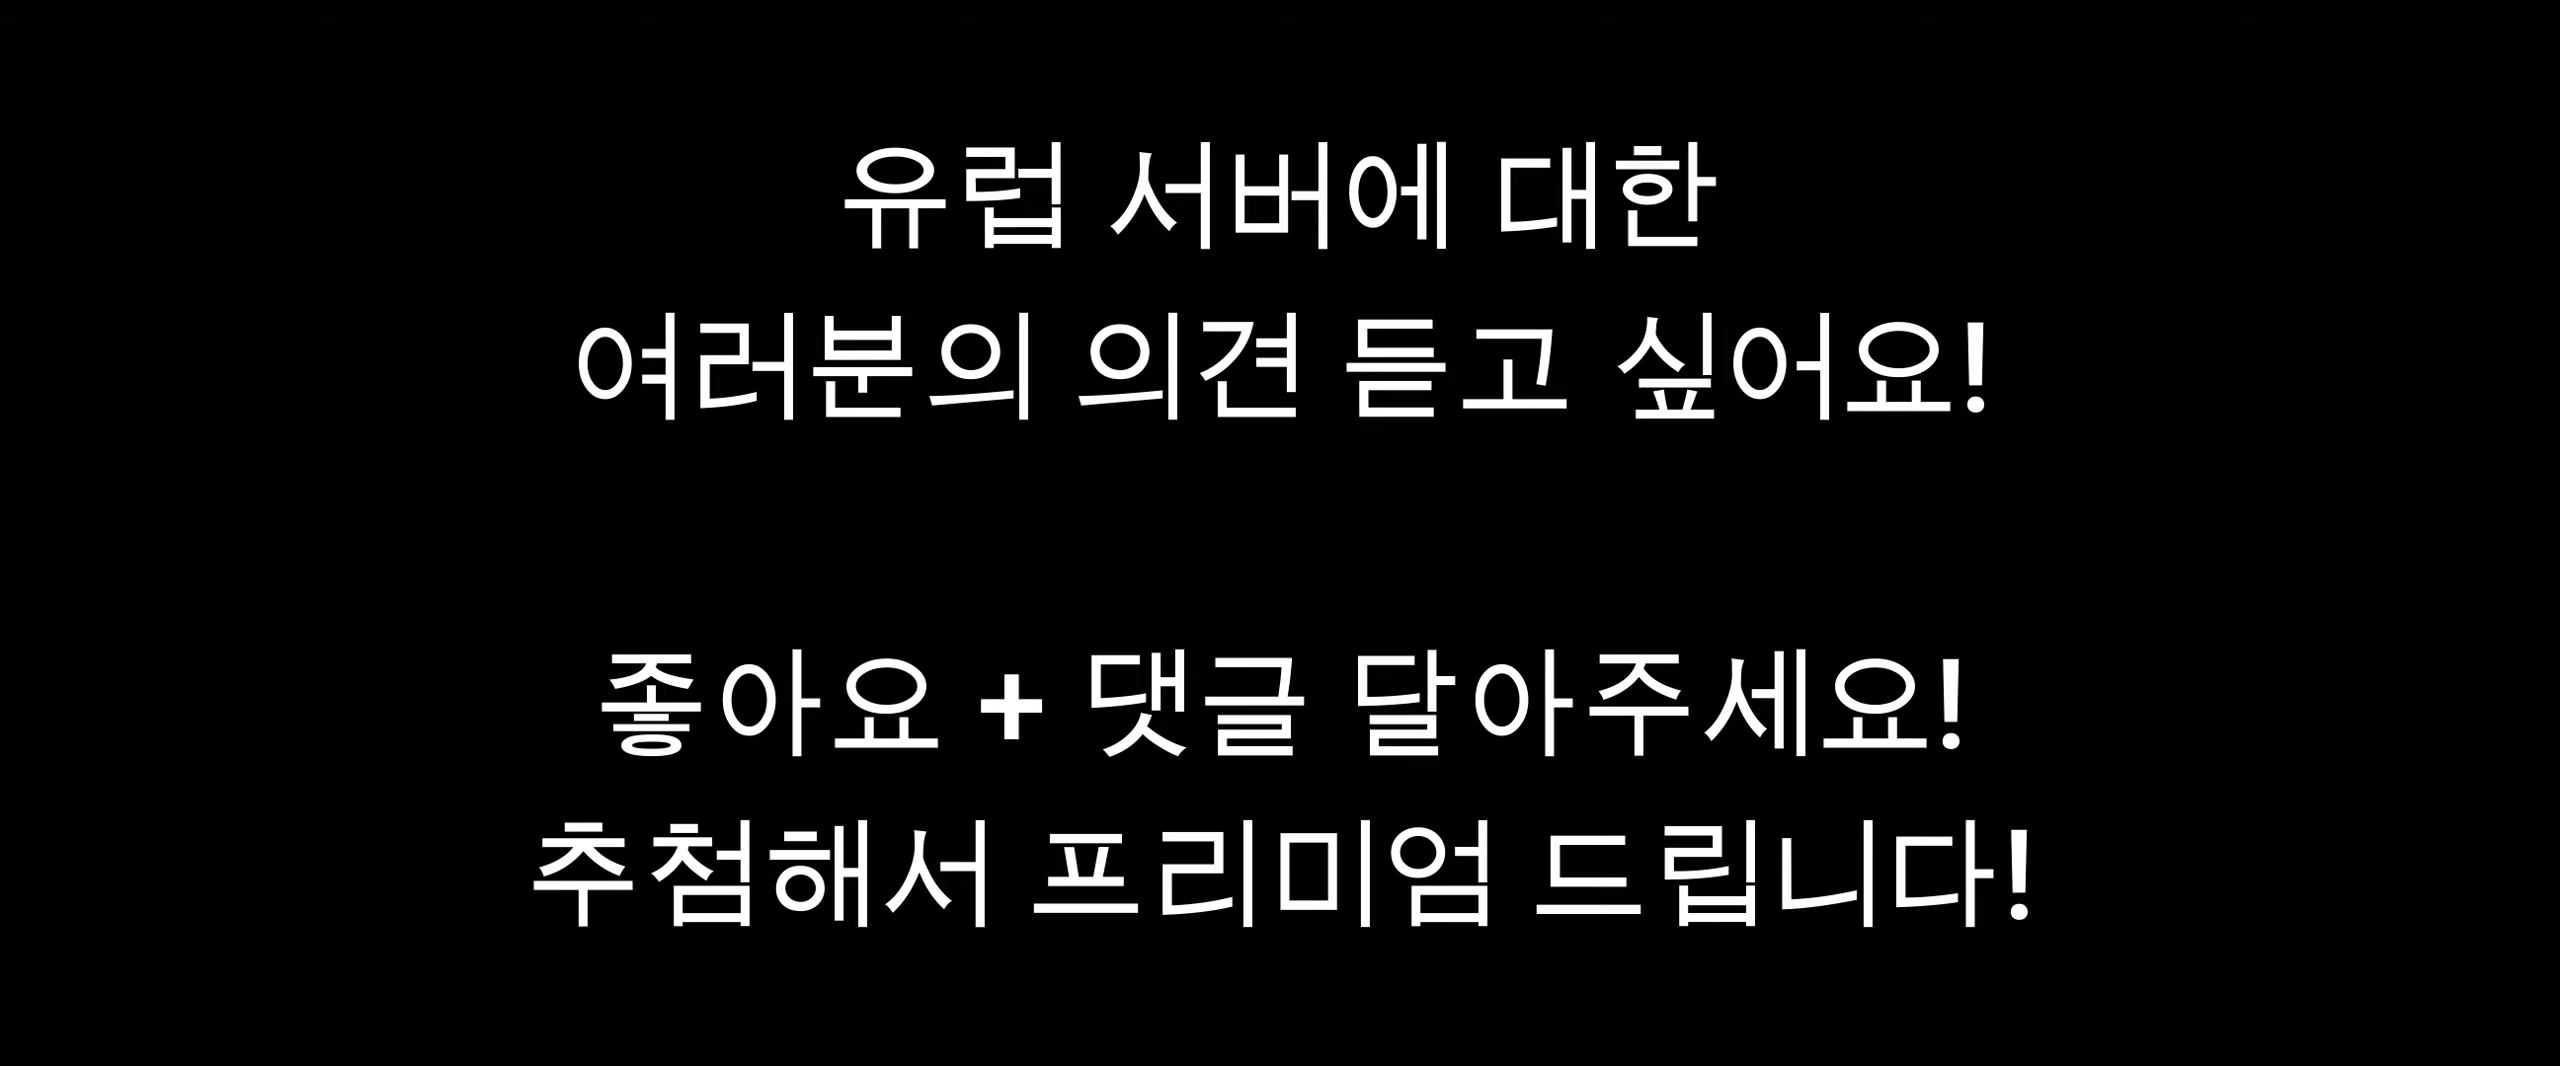 유럽 서버에 대한
여러분의 의견 듣고 싶어요!
좋아요 + 댓글 달아주세요!
추첨해서 프리미엄 드립니다!